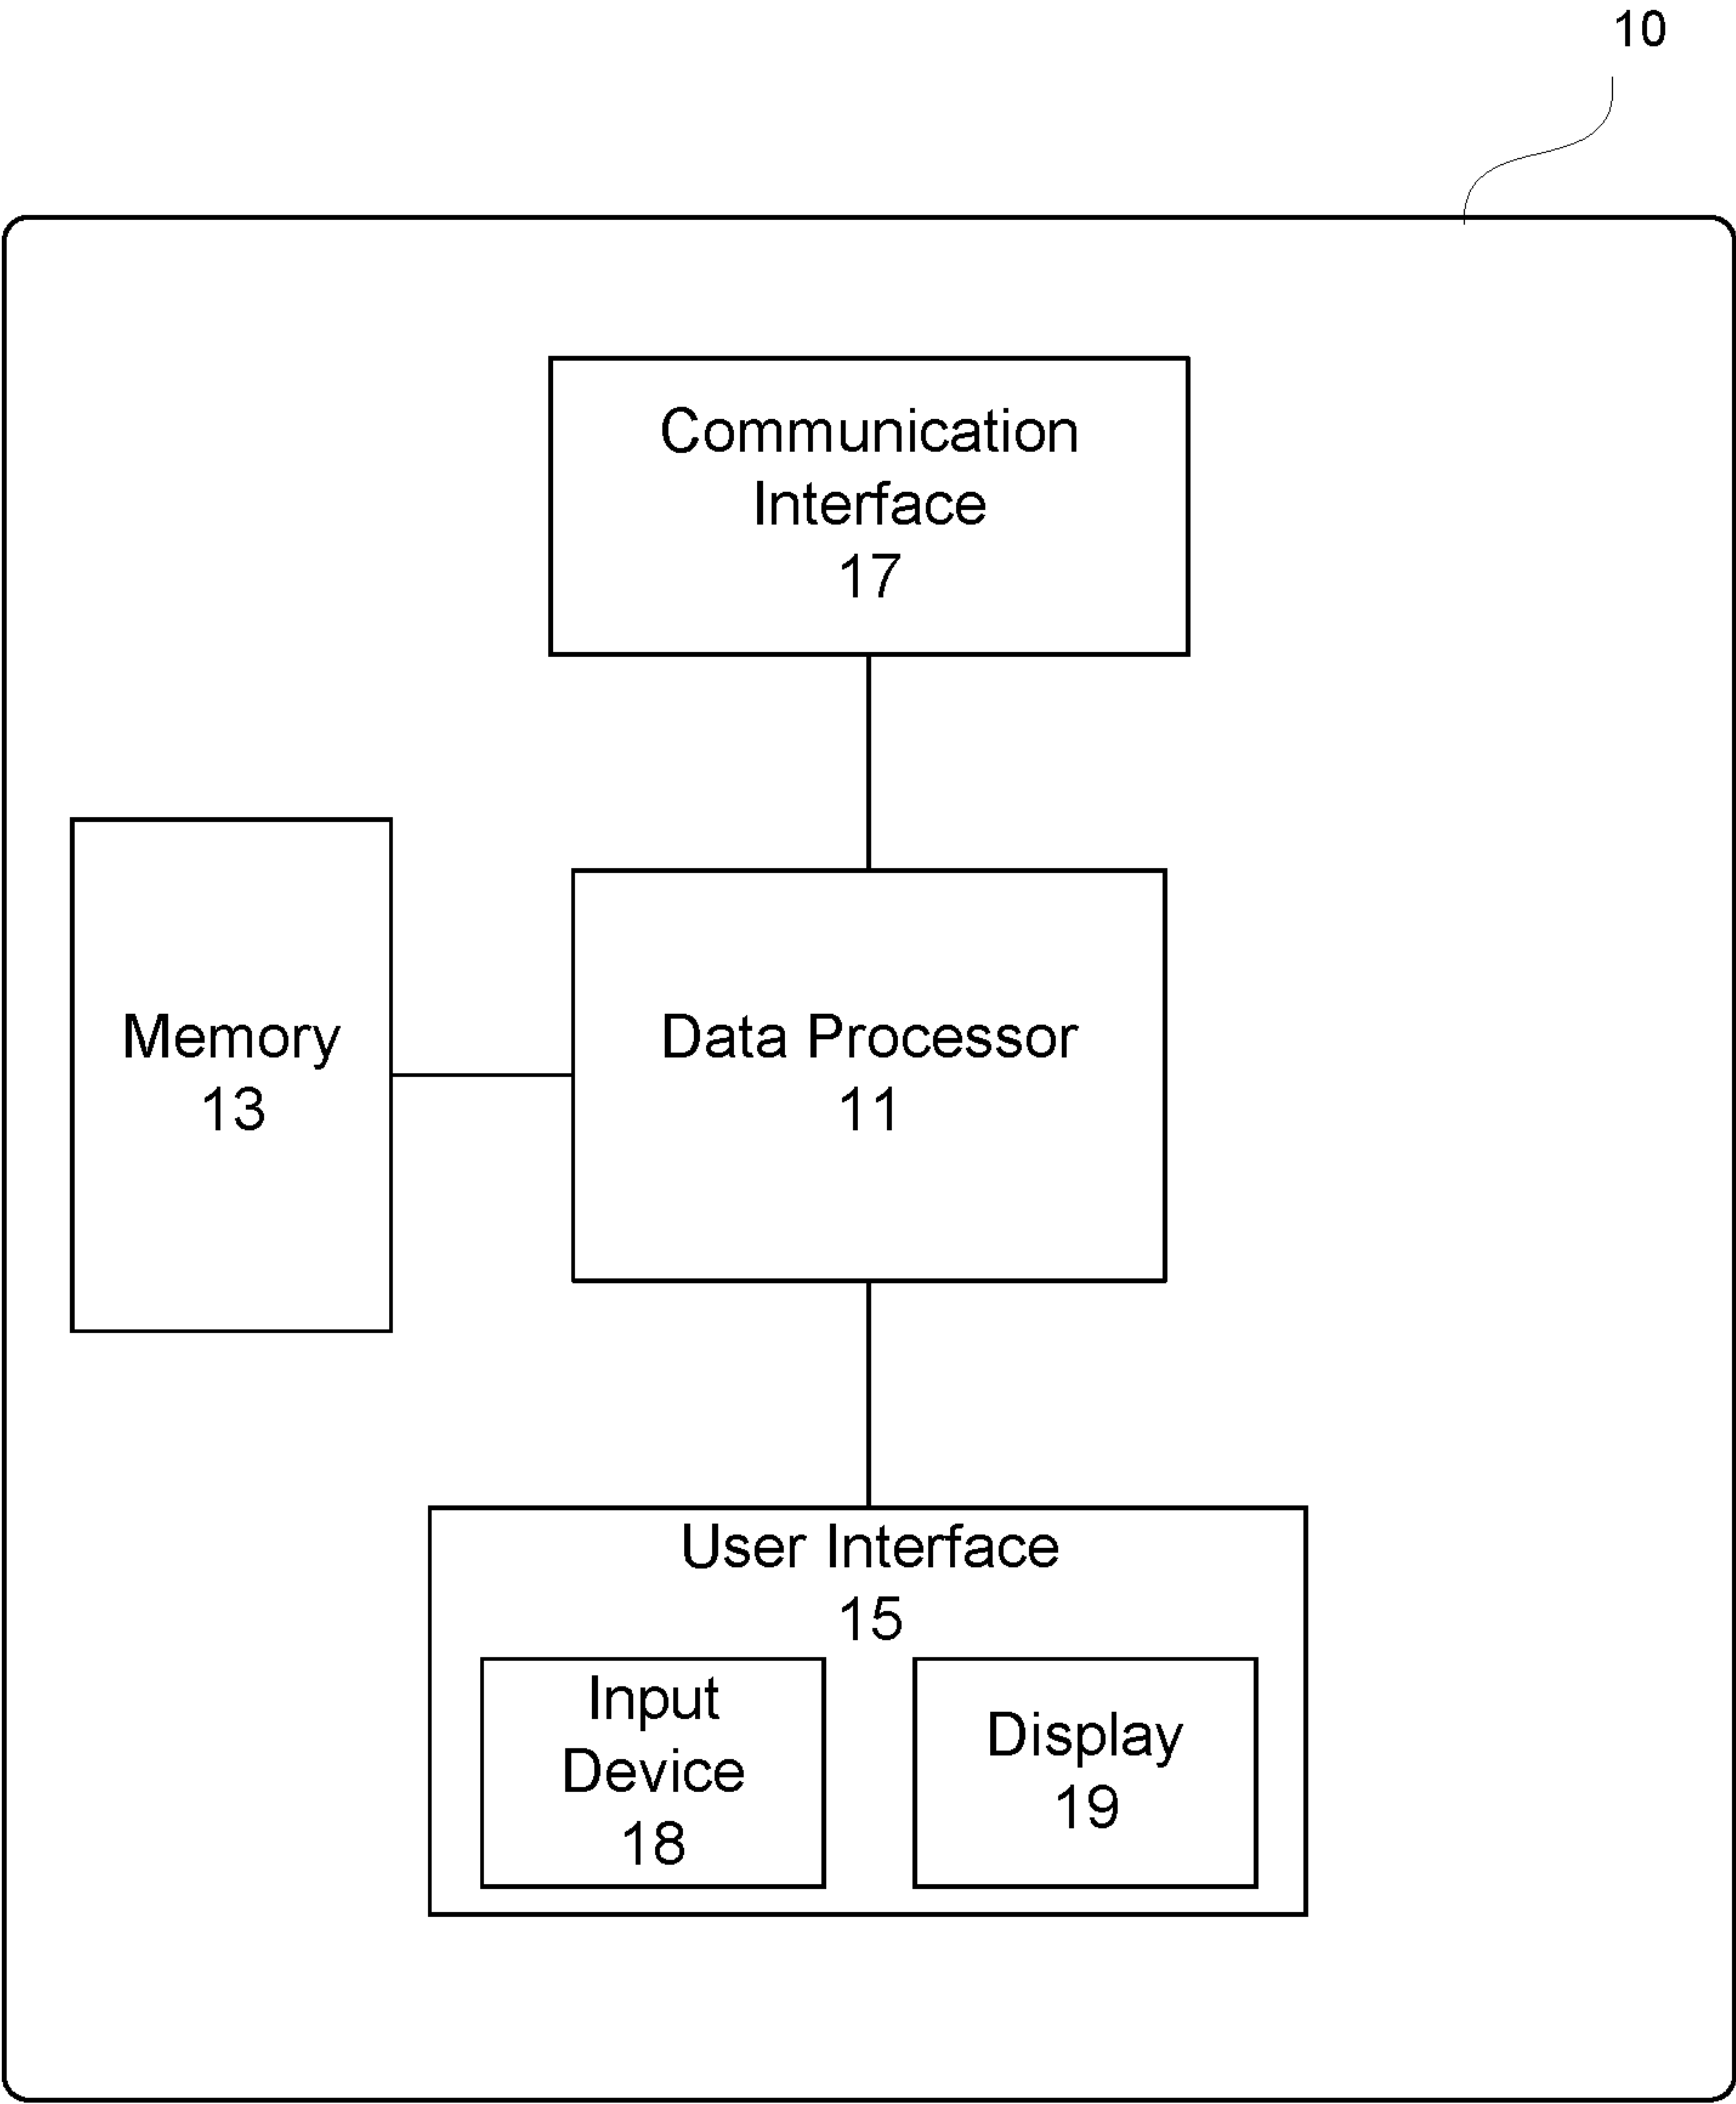 10
Communication
Interface
17
Memory
13
Data Processor
11
User Interface
15
Input
Device
18
Display
19